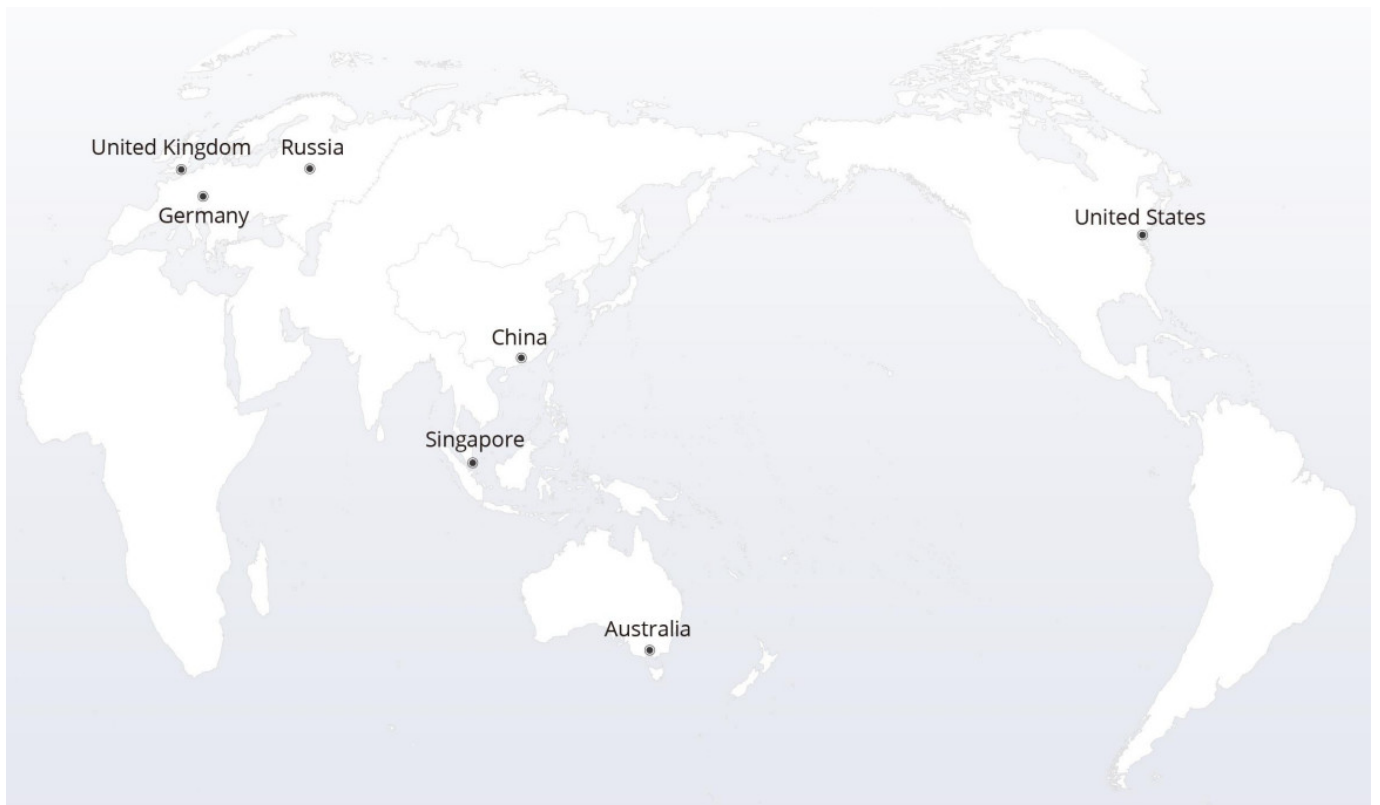 United Kingdom
Russia
Germany
United States
China
Singapore
Australia